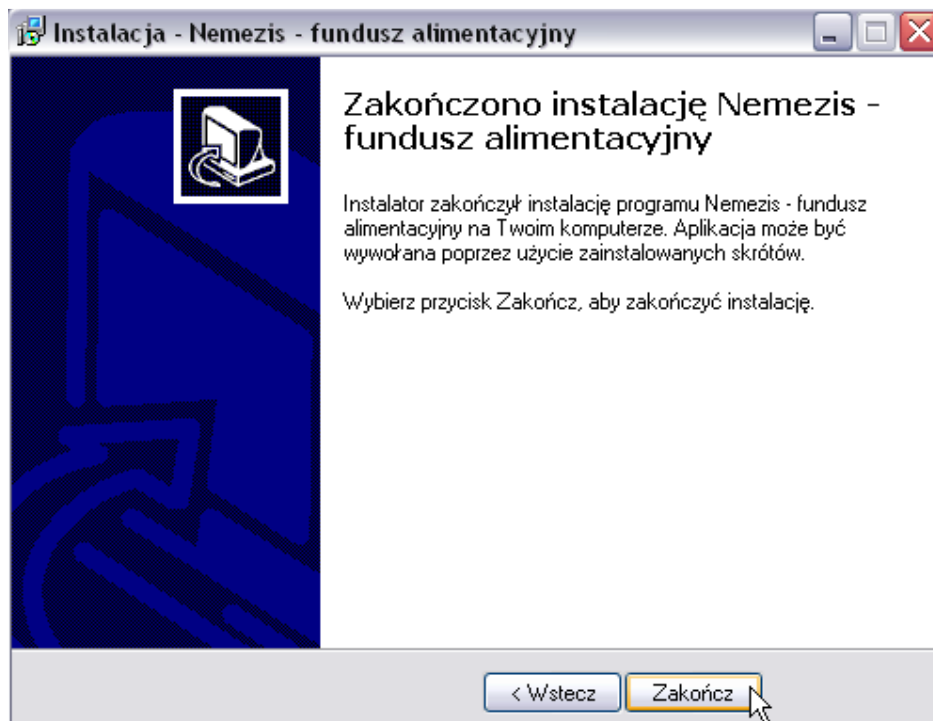 Instalacja - Nemezis - fundusz alimentacyjny
Zakończono instalację Nemezis -
fundusz alimentacyjny
Instalator zakończył instalację programu Nemezis - fundusz
alimentacyjny na Twoim komputerze. Aplikacja może być
wywołana poprzez użycie zainstalowanych skrótów.
Wybierz przycisk Zakończ, aby zakończyć instalację.
< Wstecz
Zakończ